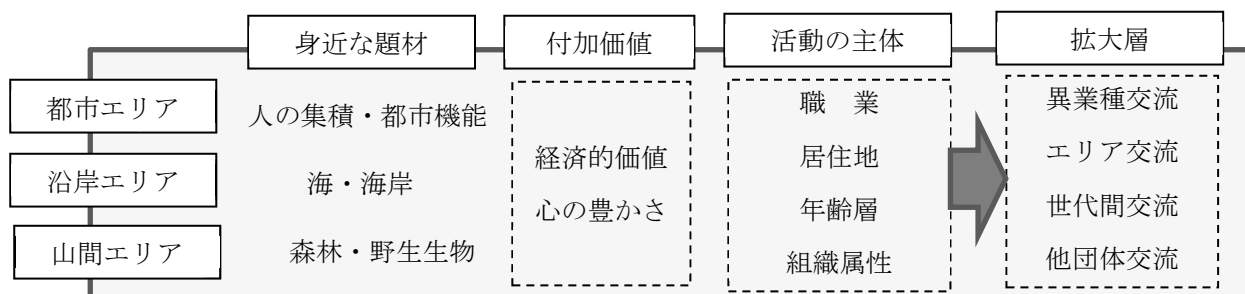 身近な題材
付加価値
活動の主体
拡大層
都市エリア
人の集積・都市機能
沿岸エリア
海・海岸
山間エリア
森林・野生生物
経済的価値
心の豊かさ
職　業
居住地
年齢層
組織属性
異業種交流
エリア交流
世代間交流
他団体交流